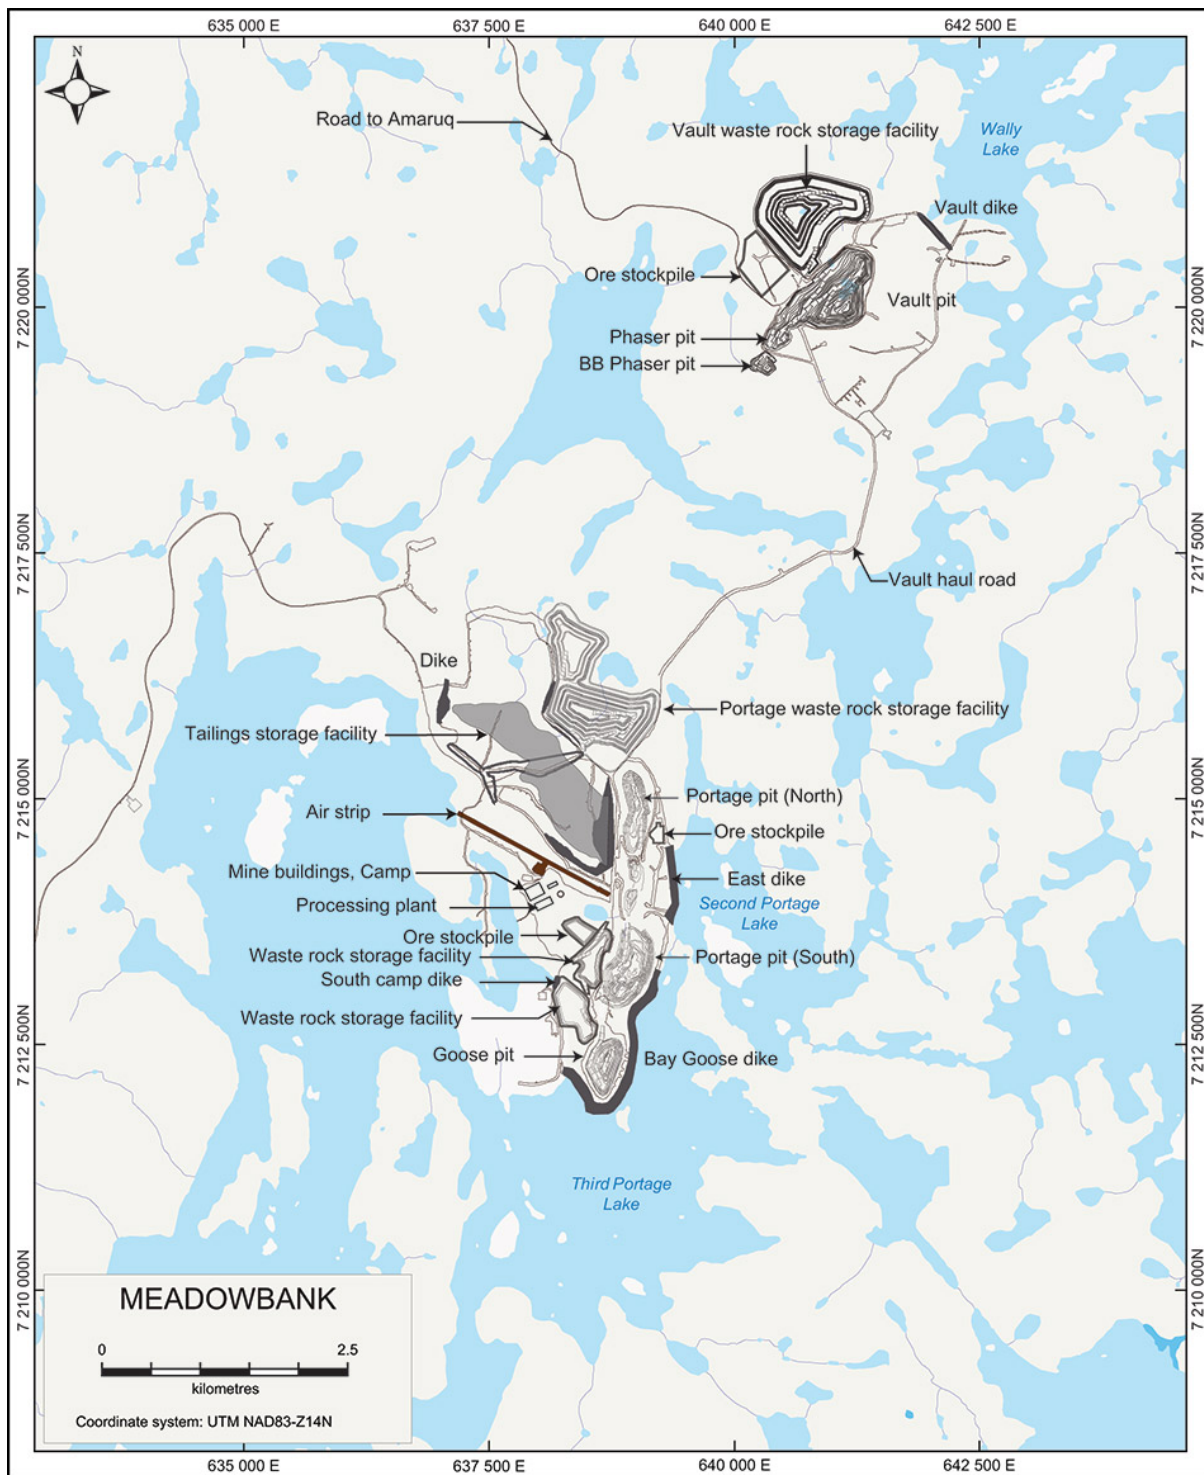 635 000 E
637 500 E
640 000 E
642 500 E
N
Road to Amaruq
Vault waste rock storage facility
Wally
Lake
Vault dike
Ore stockpile
Vault pit
7 220 000N
7 220 000N
Phaser pit
BB Phaser pit
7 217 500N
7 217 500N
Vault haul road
Dike
Portage waste rock storage facility
Tailings storage facility
Portage pit (North)
7 215 000N
7 215 000N
Air strip
Ore stockpile
Mine buildings, Camp
East dike
Processing plant
Second Portage
Lake
Ore stockpile
Waste rock storage facility
Portage pit (South)
South camp dike
Waste rock storage facility
7 212 500N
7 212 500N
Goose pit
Bay Goose dike
Third Portage
Lake
7 210 000N
7 210 000N
MEADOWBANK
0
2.5
kilometres
Coordinate system: UTM NAD83-Z14N
635 000 E
637 500 E
640 000 E
642 500 E